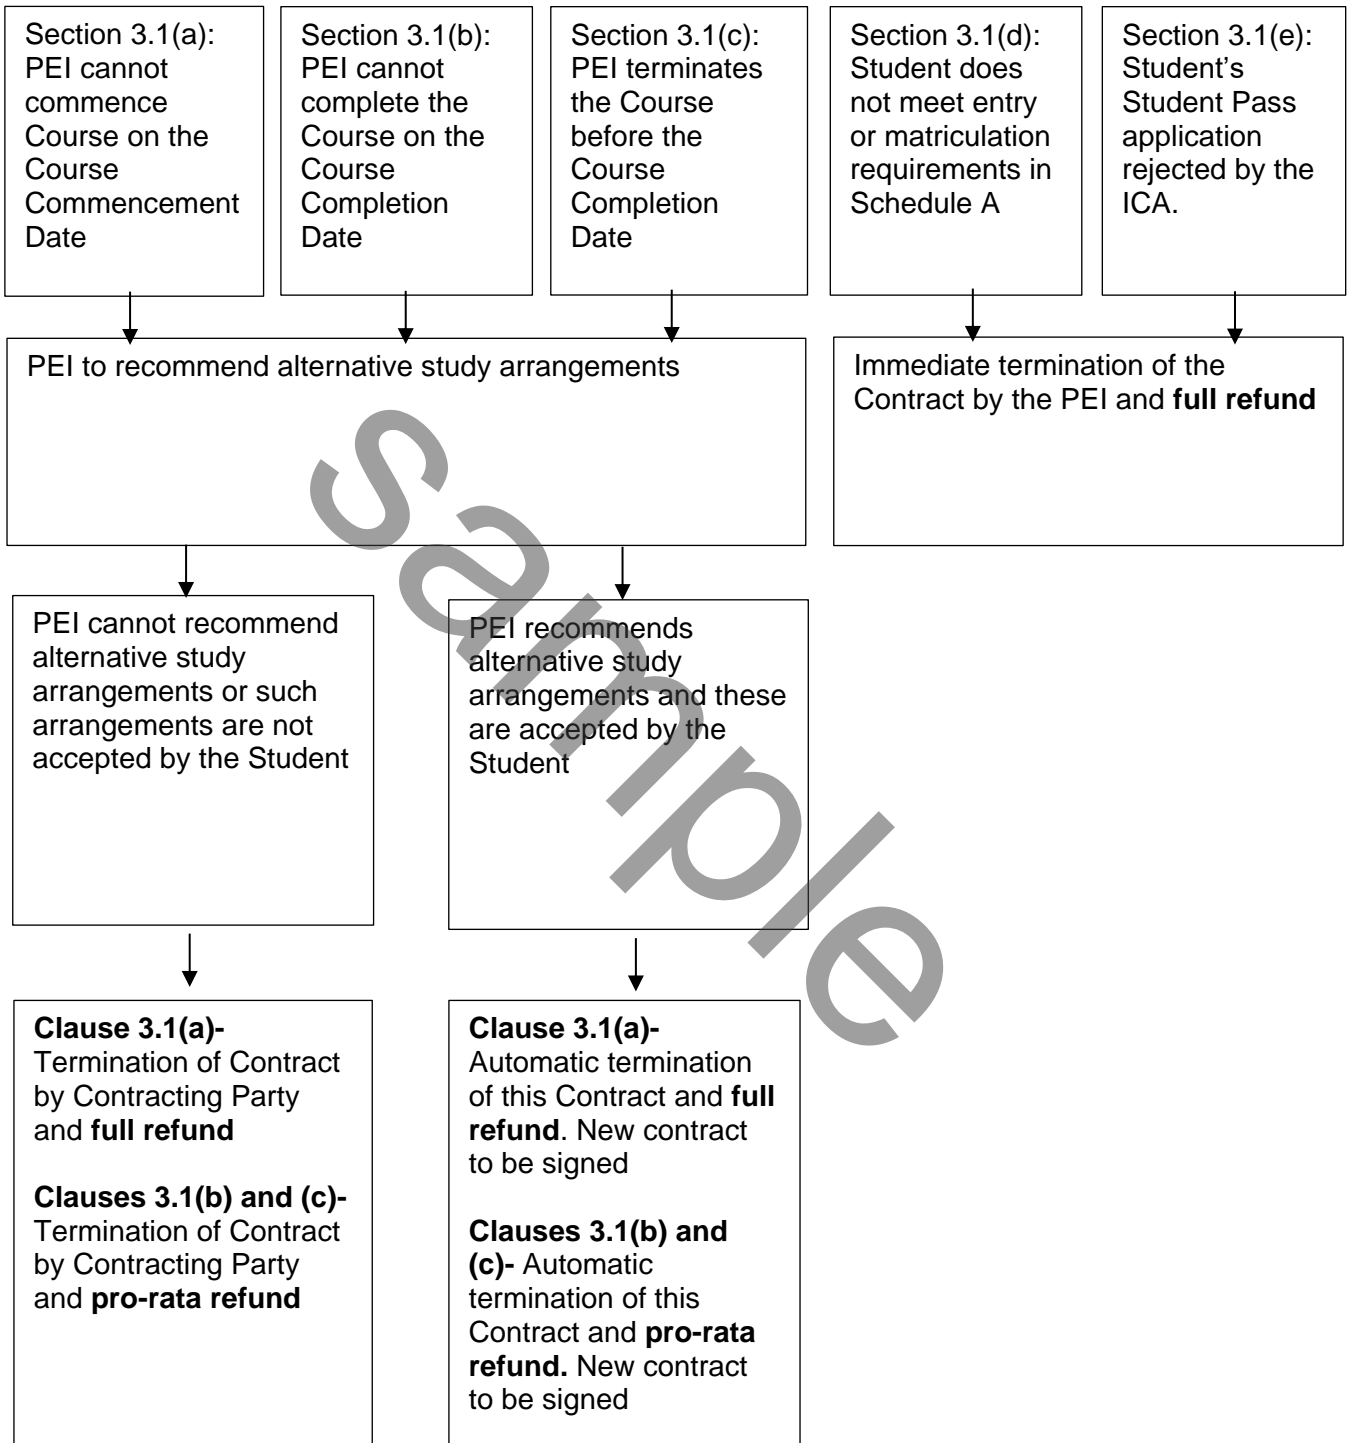 Section 3.1(a):
PEI cannot
commence
Course on the
Course
Commencement
Date
Section 3.1(b):
PEI cannot
complete the
Course on the
Course
Completion
Date
Section 3.1(c):
PEI terminates
the Course
before the
Course
Completion
Date
Section 3.1(d):
Student does
not meet entry
or matriculation
requirements in
Schedule A
Section 3.1(e):
Student’s
Student Pass
application
rejected by the
ICA.
PEI to recommend alternative study arrangements
Immediate termination of the
Contract by the PEI and full refund
PEI cannot recommend
alternative study
arrangements or such
arrangements are not
accepted by the Student
PEI recommends
alternative study
arrangements and these
are accepted by the
Student
Clause 3.1(a)-
Termination of Contract
by Contracting Party
and full refund
Clauses 3.1(b) and (c)-
Termination of Contract
by Contracting Party
and pro-rata refund
Clause 3.1(a)-
Automatic termination
of this Contract and full
refund. New contract
to be signed
Clauses 3.1(b) and
(c)- Automatic
termination of this
Contract and pro-rata
refund. New contract
to be signed
sample